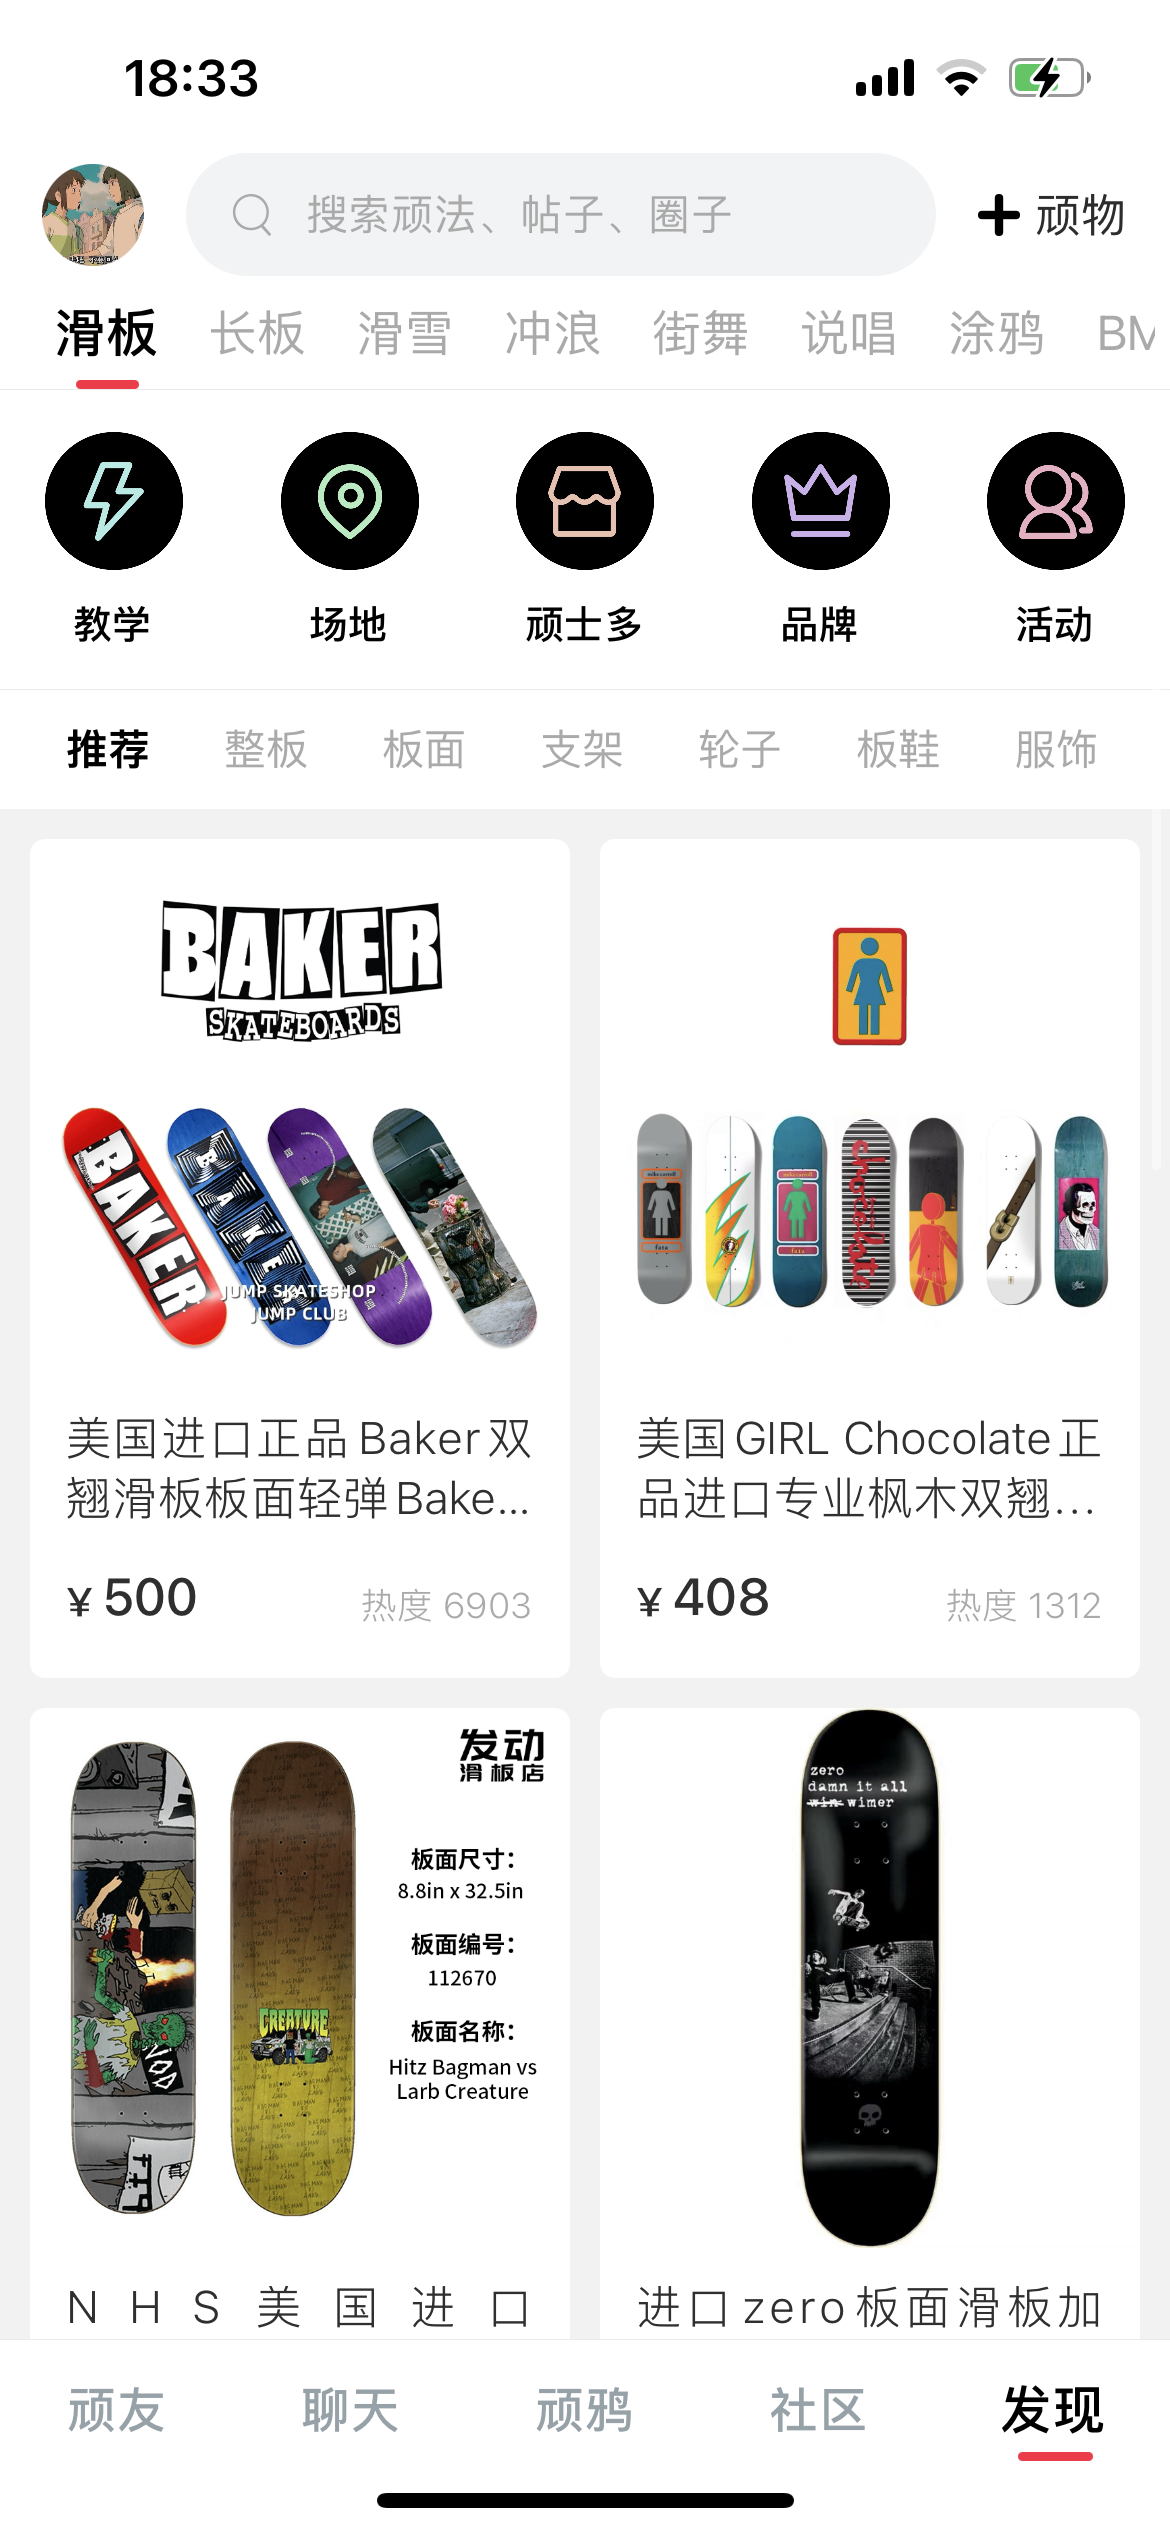 18:33
搜索顽法、帖子、圈子
顽物
滑板 长板 滑雪 冲浪 街舞 说唱 涂鸦 BM
教学 场地 顽士多 品牌 活动
推荐 整板 板面 支架 轮子 板鞋 服饰
BAKER
SKATEBOARDS
BAKER
BAKER
JUMP SKATESHOP
JUMP CLUB
美国进口正品Baker双
翘滑板板面轻弹Bake...
¥500
热度 6903
chocolate
fata
fata
美国GIRL Chocolate正
品进口专业枫木双翘...
¥408
热度 1312
发动
滑板店
板面尺寸:
8.8in x 32.5in
板面编号:
112670
板面名称:
Hitz Bagman vs
Larb Creature
CREATURE
NHS美国进口
zero
damn it all
win wimer
进口zero板面滑板加
顽友 聊天 顽鸦 社区 发现